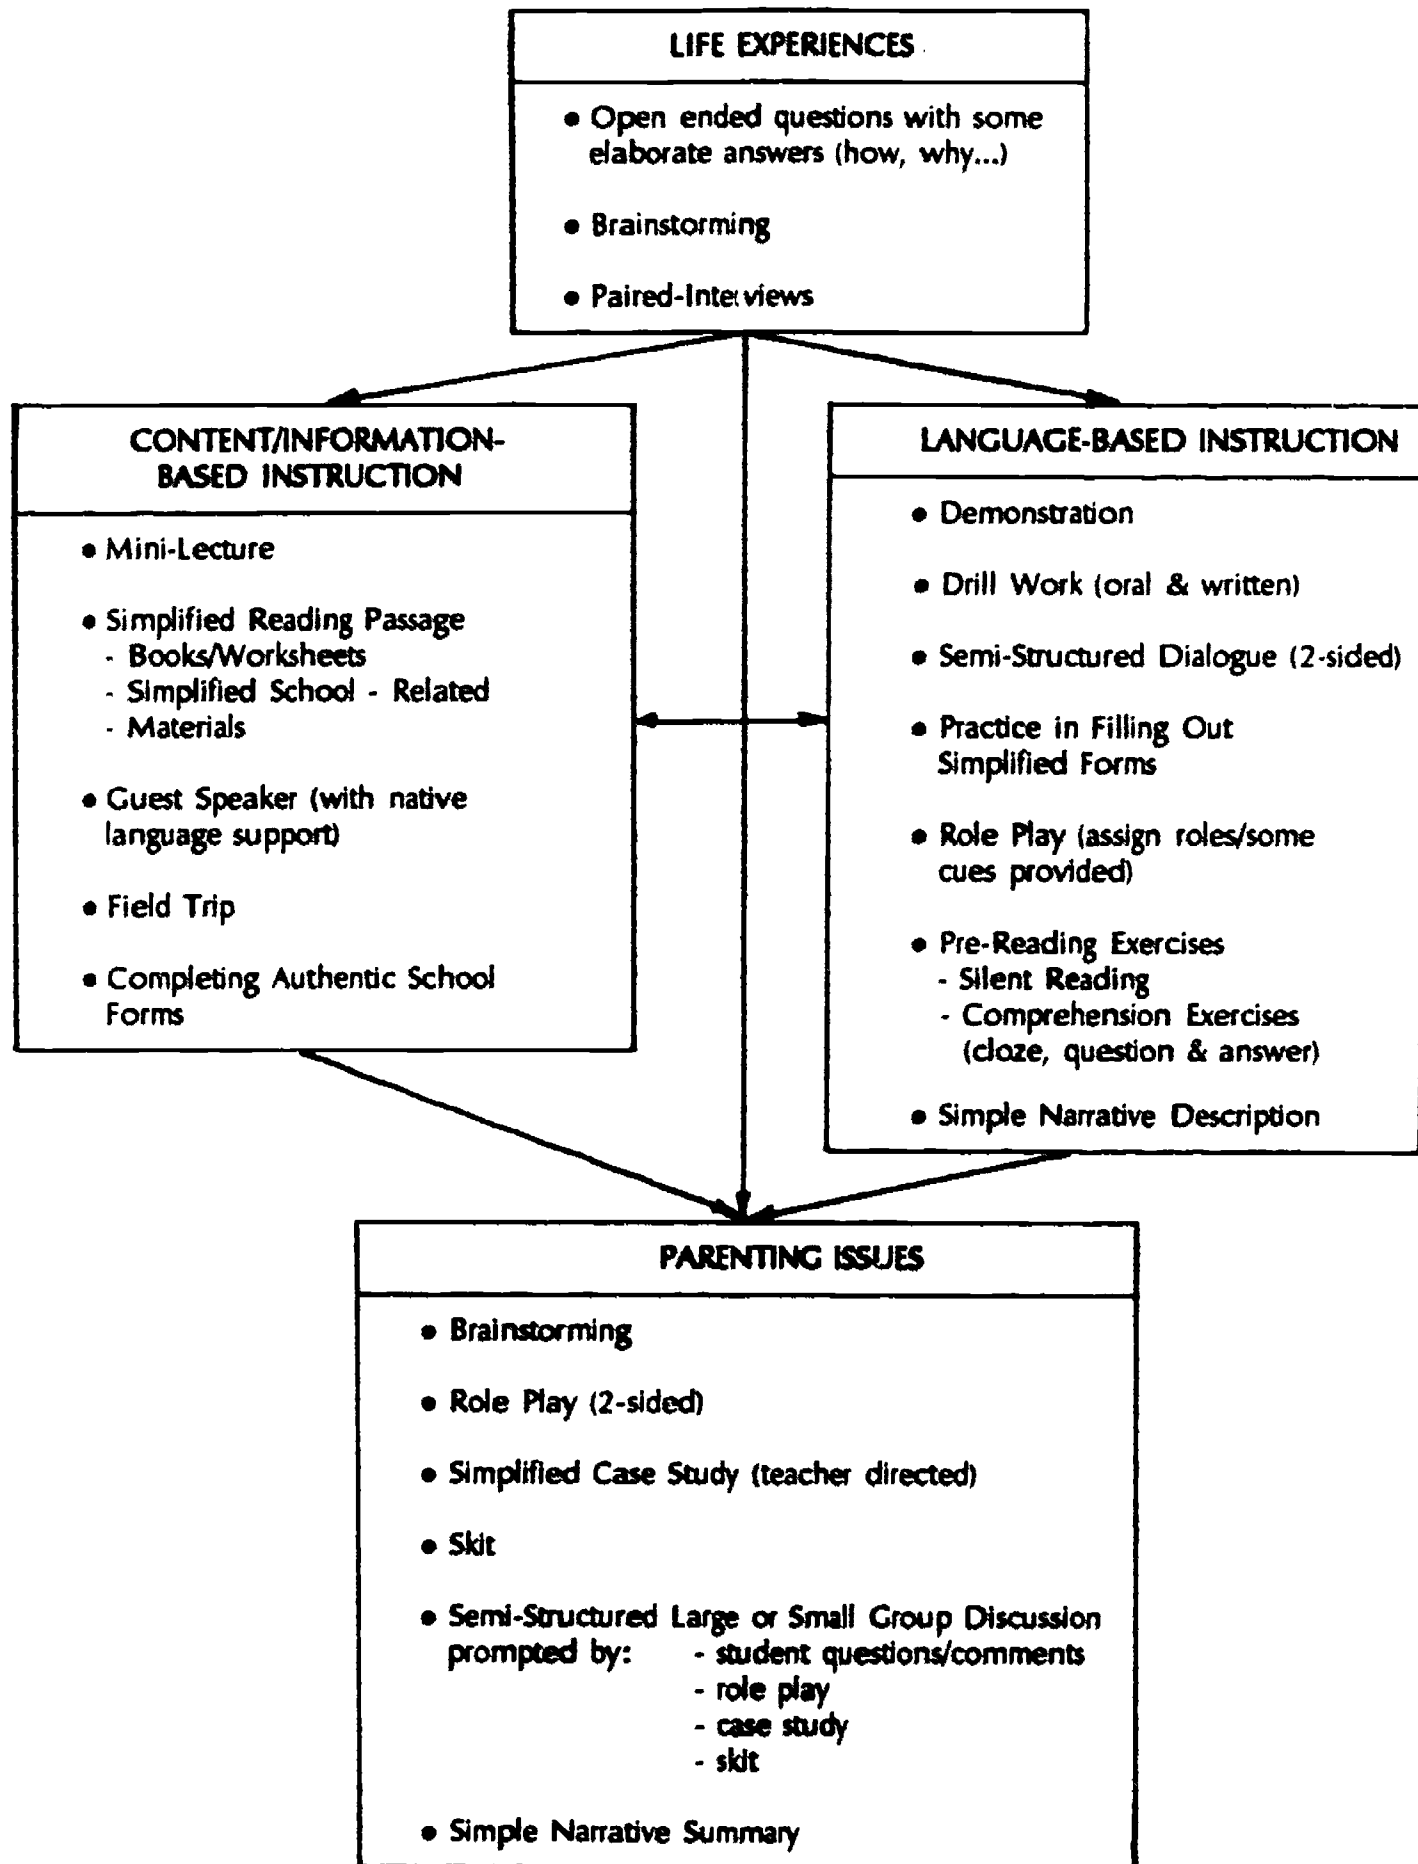 LIFE EXPERIENCES
• Open ended questions with some
elaborate answers (how, why...)
• Brainstorming
• Paired-Interviews
CONTENT/INFORMATION-
BASED INSTRUCTION
• Mini-Lecture
• Simplified Reading Passage
- Books/Worksheets
- Simplified School - Related
- Materials
• Guest Speaker (with native
language support)
• Field Trip
• Completing Authentic School
Forms
LANGUAGE-BASED INSTRUCTION
• Demonstration
• Drill Work (oral & written)
• Semi-Structured Dialogue (2-sided)
• Practice in Filling Out
Simplified Forms
• Role Play (assign roles/some
cues provided)
• Pre-Reading Exercises
- Silent Reading
- Comprehension Exercises
(cloze, question & answer)
• Simple Narrative Description
PARENTING ISSUES
• Brainstorming
• Role Play (2-sided)
• Simplified Case Study (teacher directed)
• Skit
• Semi-Structured Large or Small Group Discussion
prompted by: - student questions/comments
- role play
- case study
- skit
• Simple Narrative Summary